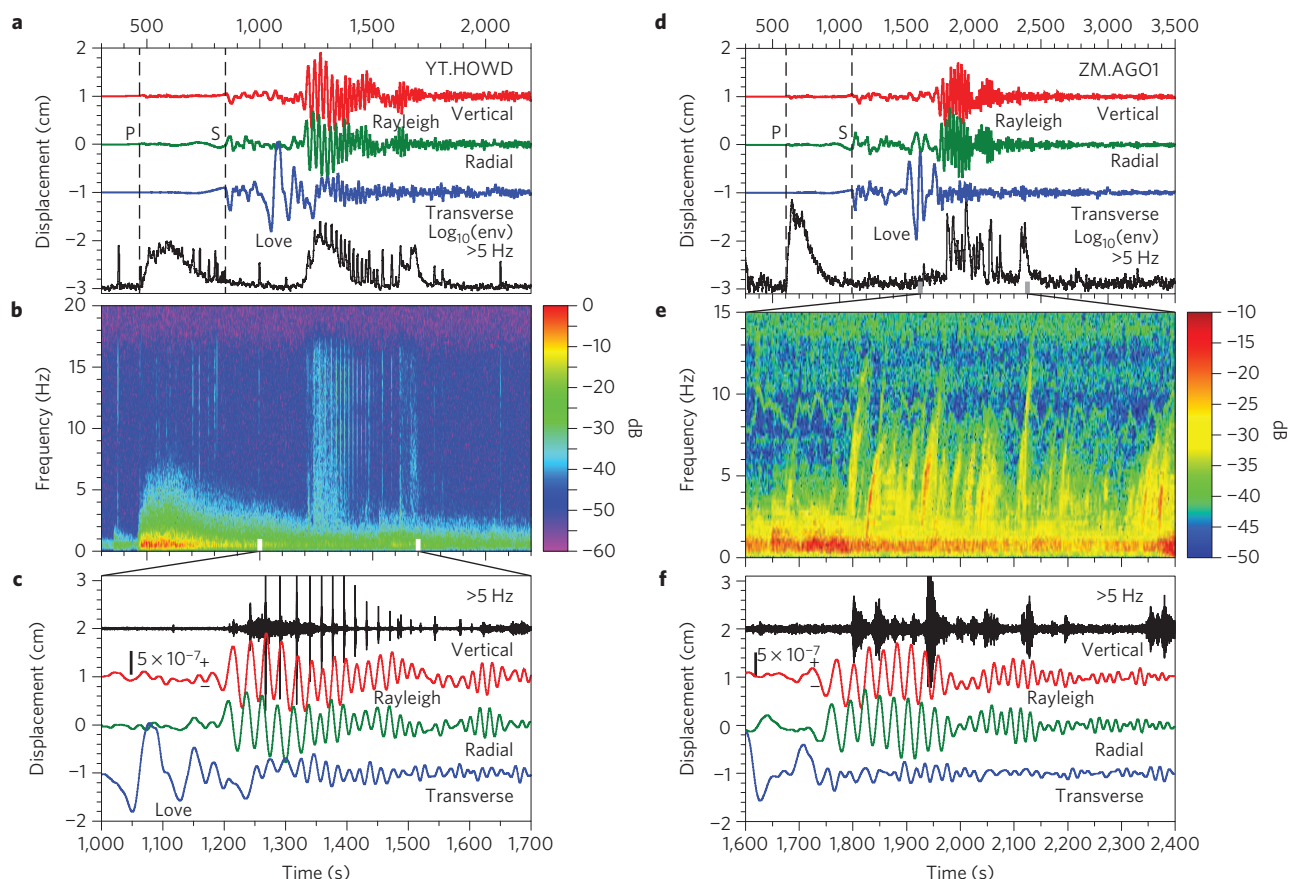 a
500 1,000 1,500 2,000
2
1
0
−1
−2
−3
Displacement (cm)
YT.HOWD
Vertical
P
S
Rayleigh
Radial
Transverse
Love
Log10(env)
>5 Hz
b
20
15
10
5
0
Frequency (Hz)
0
−10
−20
−30
−40
−50
−60
dB
c
3
2
1
0
−1
−2
Displacement (cm)
>5 Hz
Vertical
5 × 10−7
+
−
Rayleigh
Radial
Transverse
Love
1,000 1,100 1,200 1,300 1,400 1,500 1,600 1,700
Time (s)
d
500 1,000 1,500 2,000 2,500 3,000 3,500
2
1
0
−1
−2
−3
Displacement (cm)
ZM.AGO1
Vertical
P
S
Rayleigh
Radial
Transverse
Love
Log10(env)
>5 Hz
e
15
10
5
0
Frequency (Hz)
−10
−15
−20
−25
−30
−35
−40
−45
−50
dB
f
3
2
1
0
−1
−2
Displacement (cm)
>5 Hz
Vertical
5 × 10−7
+
−
Rayleigh
Radial
Transverse
1,600 1,700 1,800 1,900 2,000 2,100 2,200 2,300 2,400
Time (s)